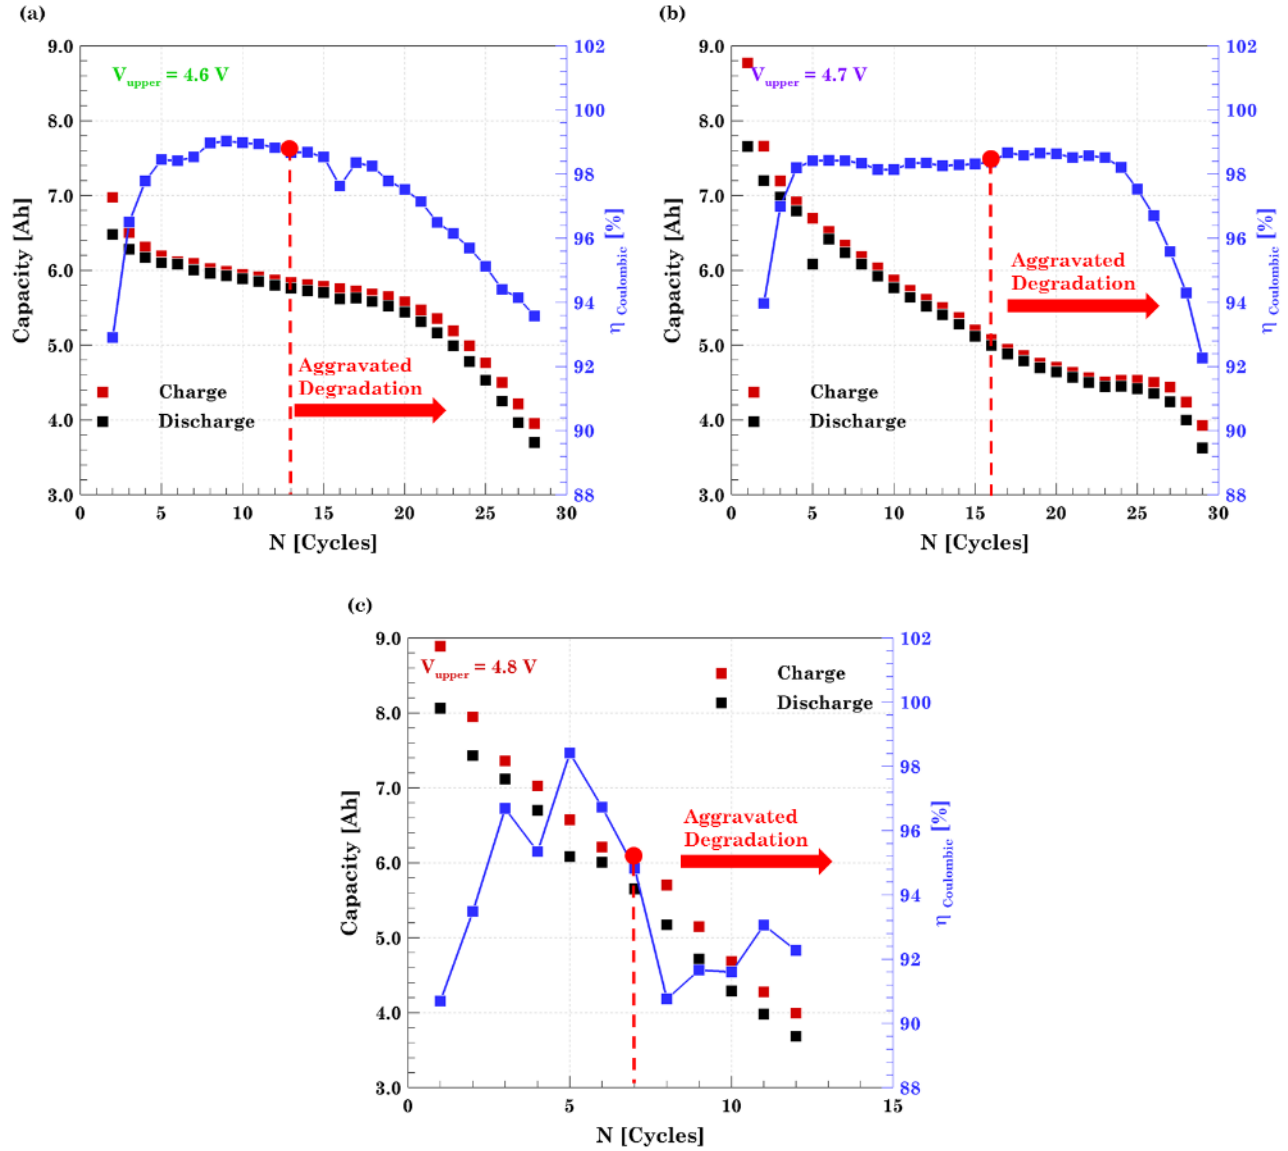 (a)
V upper = 4.6 V
9.0
8.0
7.0
6.0
5.0
4.0
3.0
Capacity [Ah]
102
100
98
96
94
92
90
88
η Coulombic [%]
Aggravated
Degradation
Charge
Discharge
0 5 10 15 20 25 30
N [Cycles]
(b)
V upper = 4.7 V
9.0
8.0
7.0
6.0
5.0
4.0
3.0
Capacity [Ah]
102
100
98
96
94
92
90
88
η Coulombic [%]
Aggravated
Degradation
Charge
Discharge
0 5 10 15 20 25 30
N [Cycles]
(c)
V upper = 4.8 V
9.0
8.0
7.0
6.0
5.0
4.0
3.0
Capacity [Ah]
Charge
Discharge
102
100
98
96
94
92
90
88
η Coulombic [%]
Aggravated
Degradation
0 5 10 15
N [Cycles]